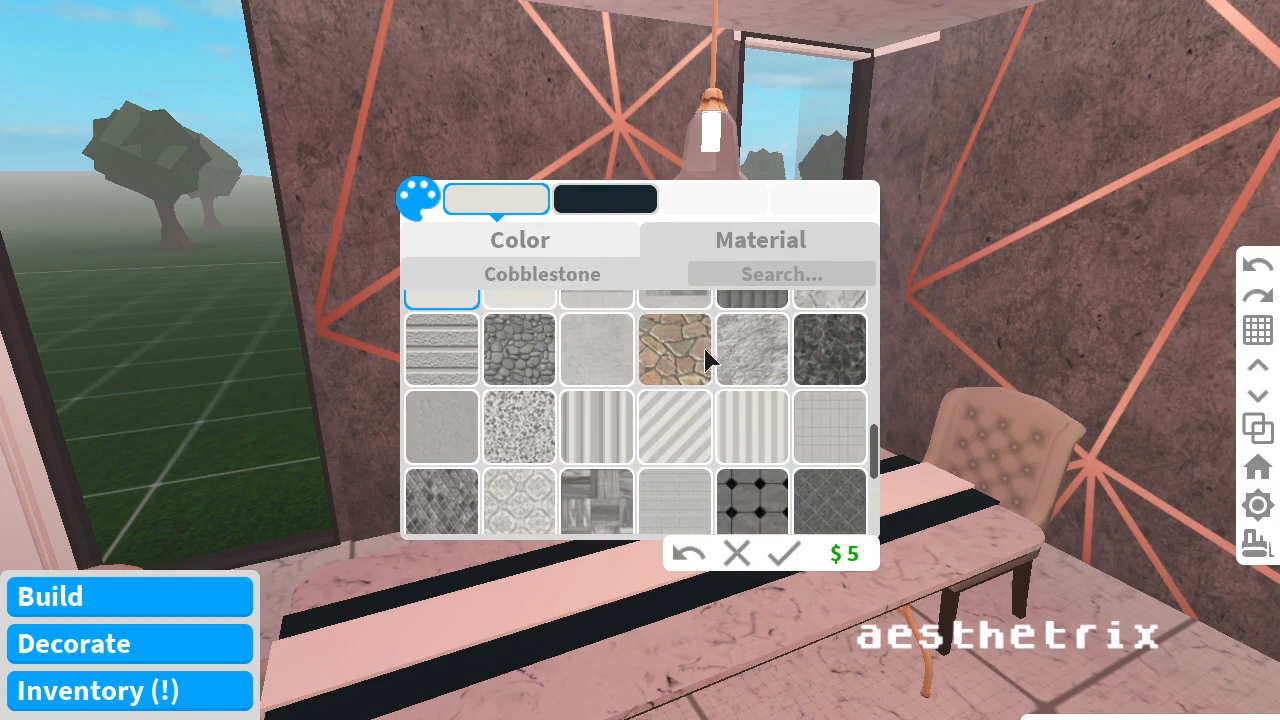 Color
Material
Cobblestone
Search...
$ 5
Build
Decorate
Inventory (!)
aesthetrix